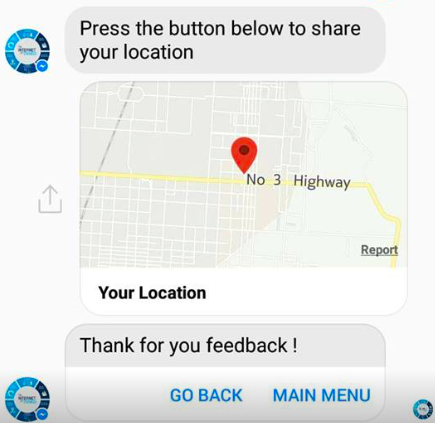 Press the button below to share
your location
No 3 Highway
Report
Your Location
Thank for you feedback !
GO BACK MAIN MENU